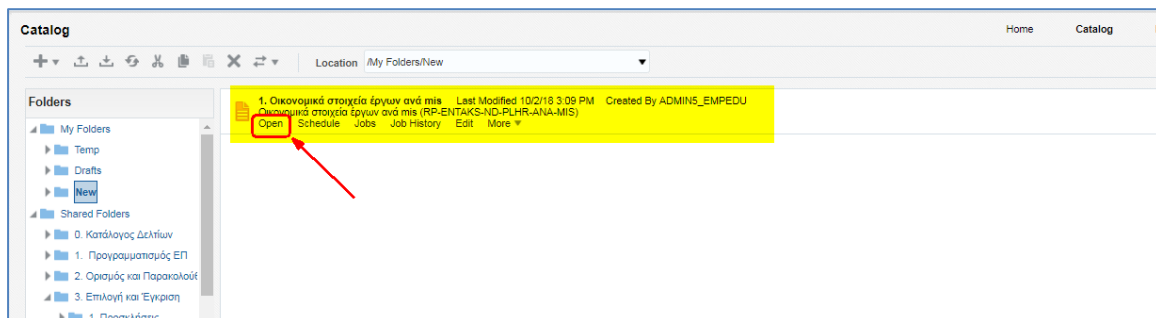 Catalog
Home Catalog
Location /My Folders/New
Folders
My Folders
Temp
Drafts
New
Shared Folders
0. Κατάλογος Δελτίων
1. Προγραμματισμός ΕΠ
2. Ορισμός και Παρακολούθ
3. Επιλογή και Έγκριση
1. Προσκλήσεις
1. Οικονομικά στοιχεία έργων ανά mis Last Modified 10/2/18 3:09 PM Created By ADMIN5_EMPEDU
Οικονομικά στοιχεία έργων ανά mis (RP-ENTAKS-ND-PLHR-ANA-MIS)
Open Schedule Jobs Job History Edit More